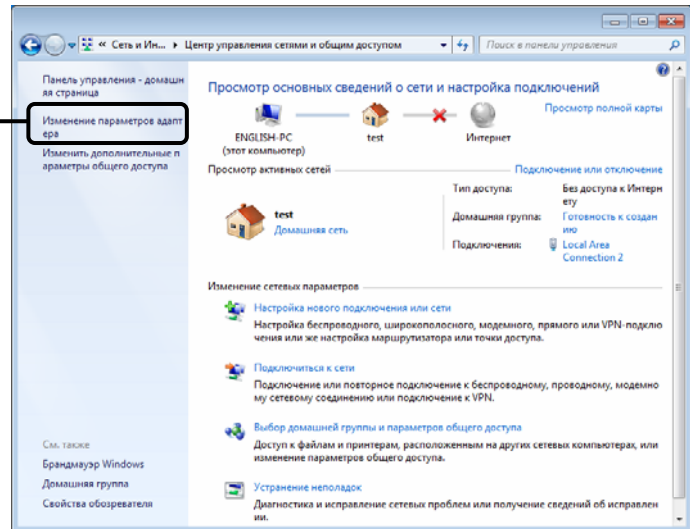 « Сеть и Ин... ▸ Центр управления сетями и общим доступом
Поиск в панели управления
Панель управления - домашн
яя страница
Изменение параметров адапт
ера
Изменить дополнительные п
араметры общего доступа
Просмотр основных сведений о сети и настройка подключений
Просмотр полной карты
ENGLISH-PC
(этот компьютер)
test
Интернет
Просмотр активных сетей
Подключение или отключение
test
Домашняя сеть
Тип доступа: Без доступа к Интерн
ету
Домашняя группа: Готовность к создан
ию
Подключения: Local Area
Connection 2
Изменение сетевых параметров
Настройка нового подключения или сети
Настройка беспроводного, широкополосного, модемного, прямого или VPN-подклю
чения или же настройка маршрутизатора или точки доступа.
Подключиться к сети
Подключение или повторное подключение к беспроводному, проводному, модемно
му сетевому соединению или подключение к VPN.
Выбор домашней группы и параметров общего доступа
Доступ к файлам и принтерам, расположенным на других сетевых компьютерах, или
изменение параметров общего доступа.
Устранение неполадок
Диагностика и исправление сетевых проблем или получение сведений об исправлен
ии.
См. также
Брандмауэр Windows
Домашняя группа
Свойства обозревателя